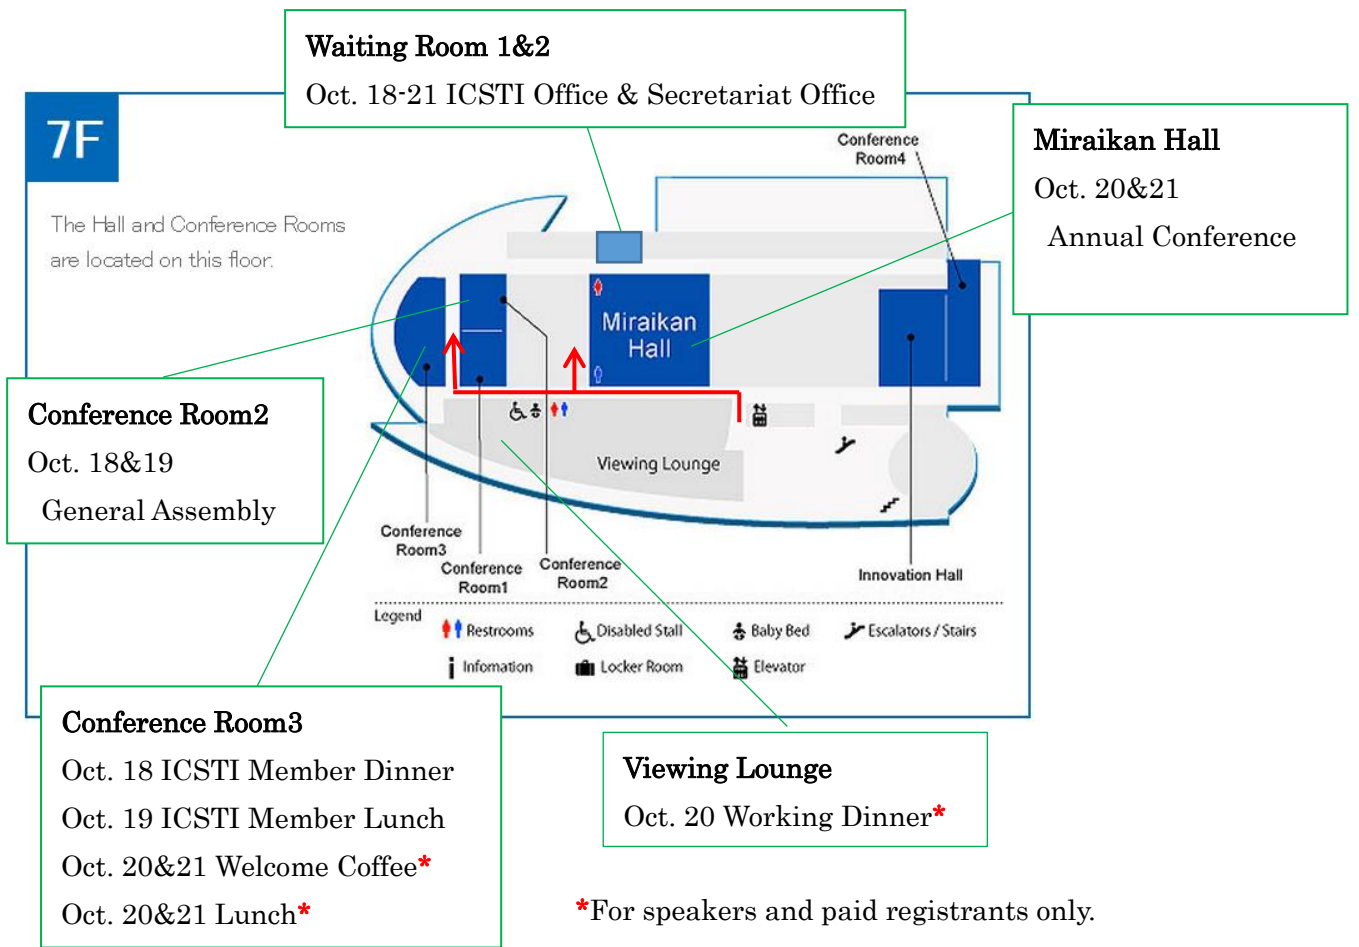 Waiting Room 1&2
Oct. 18-21 ICSTI Office & Secretariat Office
7F
The Hall and Conference Rooms
are located on this floor.
Conference
Room4
Miraikan Hall
Oct. 20&21
Annual Conference
Miraikan
Hall
Conference Room2
Oct. 18&19
General Assembly
Viewing Lounge
Conference
Room3
Conference
Room1
Conference
Room2
Innovation Hall
Legend
Restrooms
Disabled Stall
Baby Bed
Escalators / Stairs
Infomation
Locker Room
Elevator
Conference Room3
Oct. 18 ICSTI Member Dinner
Oct. 19 ICSTI Member Lunch
Oct. 20&21 Welcome Coffee*
Oct. 20&21 Lunch*
Viewing Lounge
Oct. 20 Working Dinner*
*For speakers and paid registrants only.